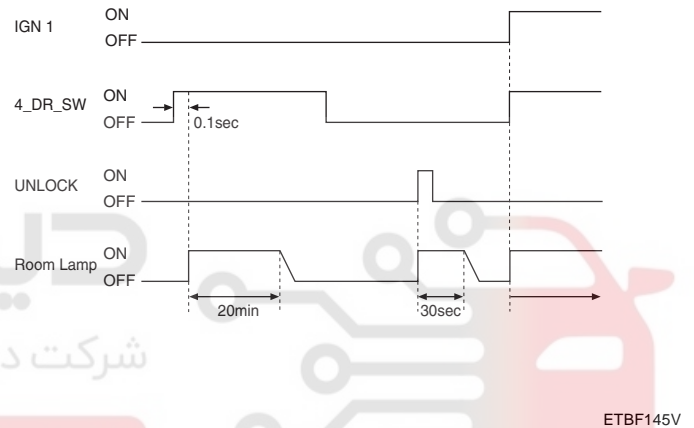 IGN 1
ON
OFF
4_DR_SW
ON
OFF
0.1sec
UNLOCK
ON
OFF
Room Lamp
ON
OFF
20min
30sec
شرکت د
ETBF145V